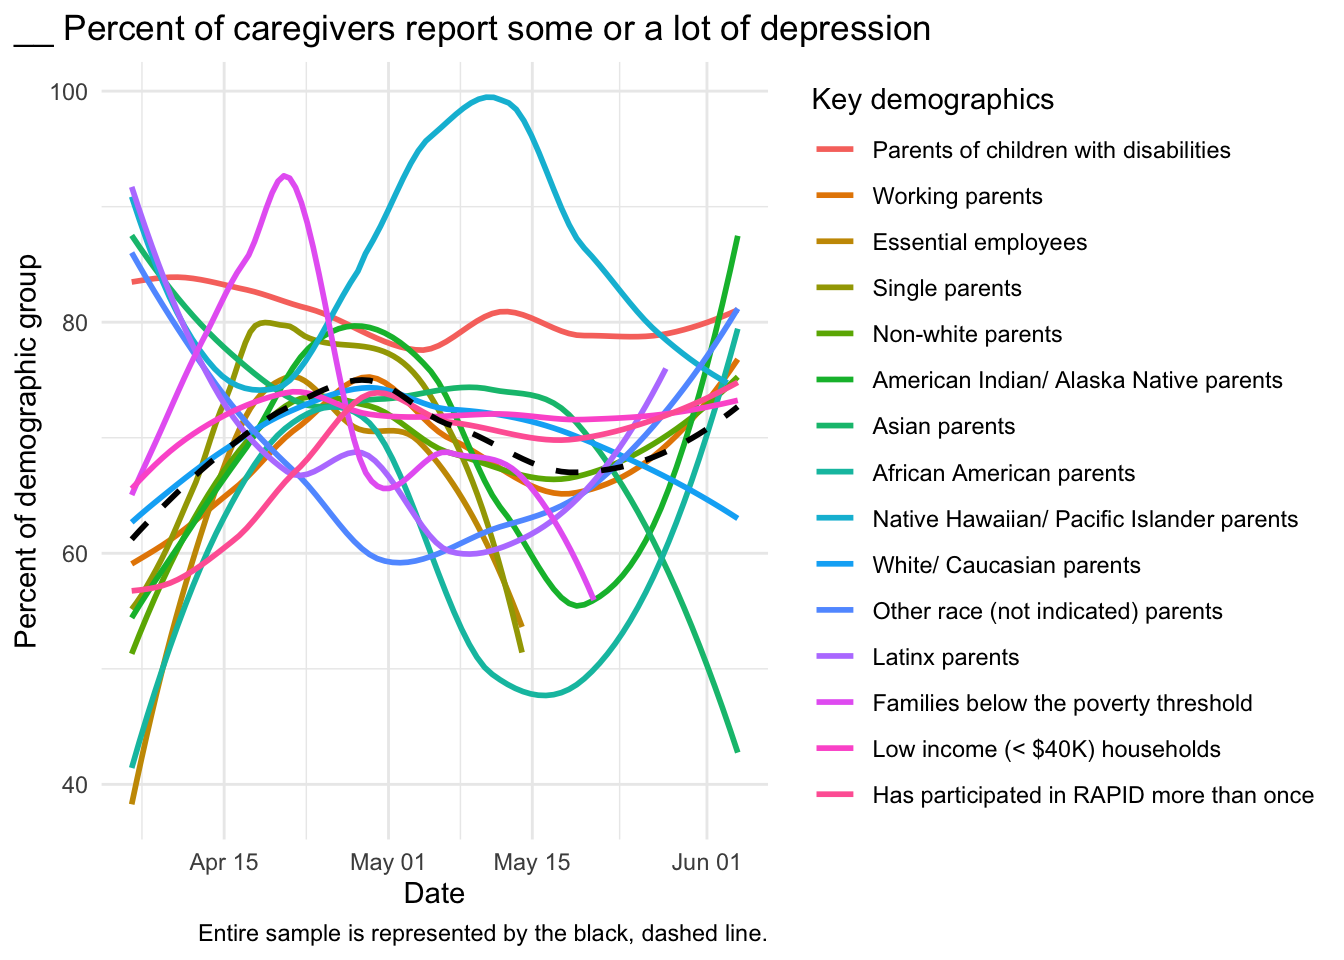 __ Percent of caregivers report some or a lot of depression
Percent of demographic group
100
80
60
40
Apr 15
May 01
May 15
Jun 01
Date
Entire sample is represented by the black, dashed line.
Key demographics
Parents of children with disabilities
Working parents
Essential employees
Single parents
Non-white parents
American Indian/ Alaska Native parents
Asian parents
African American parents
Native Hawaiian/ Pacific Islander parents
White/ Caucasian parents
Other race (not indicated) parents
Latinx parents
Families below the poverty threshold
Low income (< $40K) households
Has participated in RAPID more than once